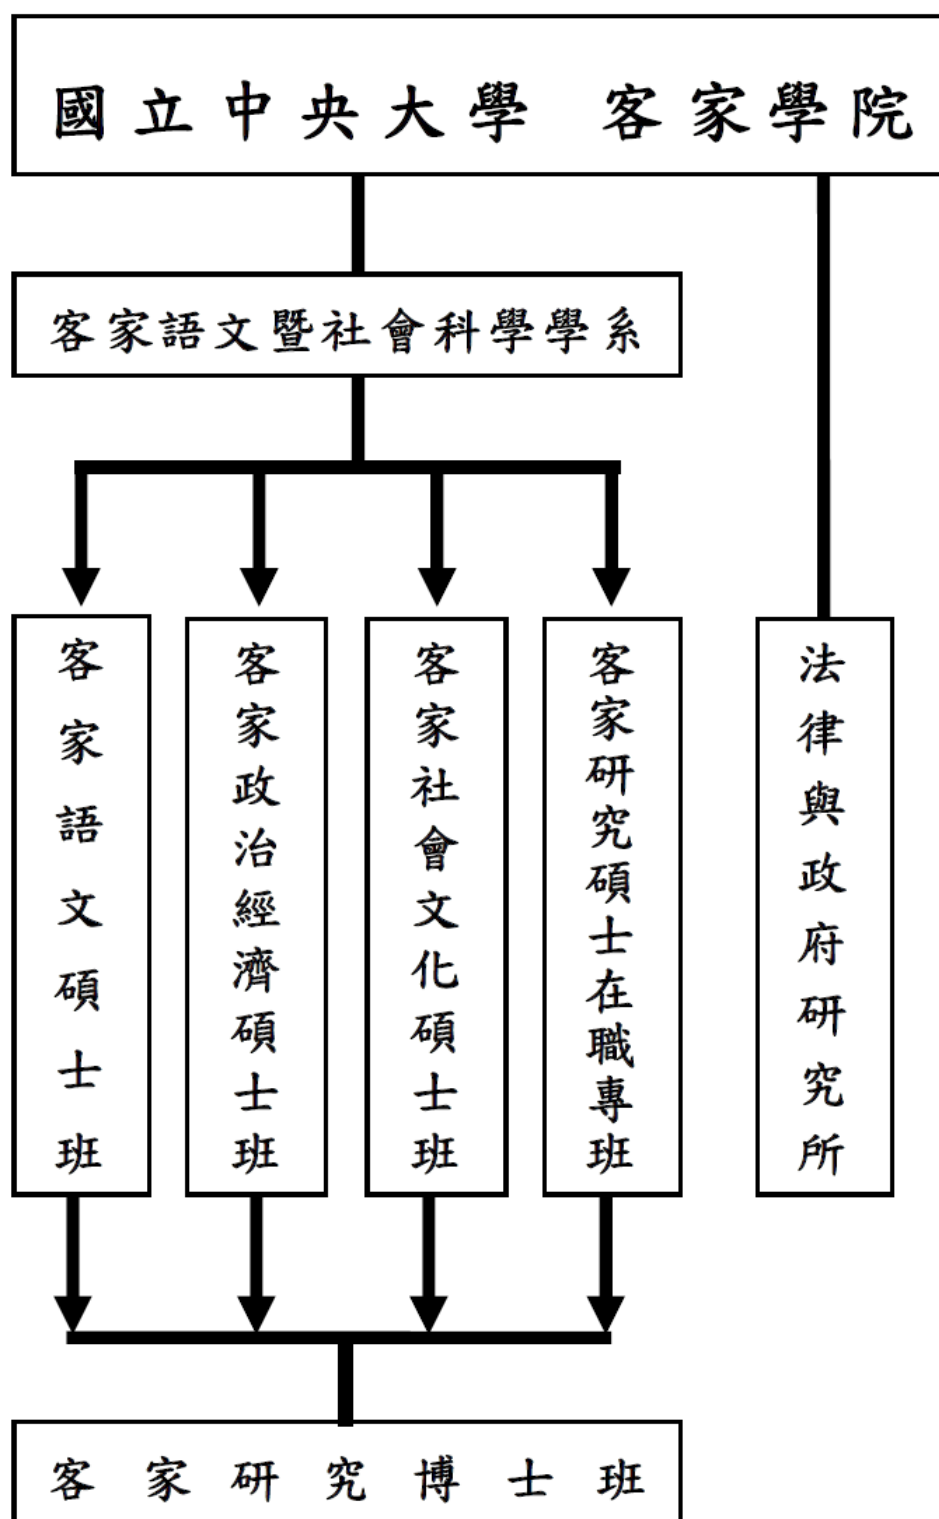 國立中央大學 客家學院
客家語文暨社會科學學系
客家語文碩士班
客家政治經濟碩士班
客家社會文化碩士班
客家研究碩士在職專班
法律與政府研究所
客家研究博士班